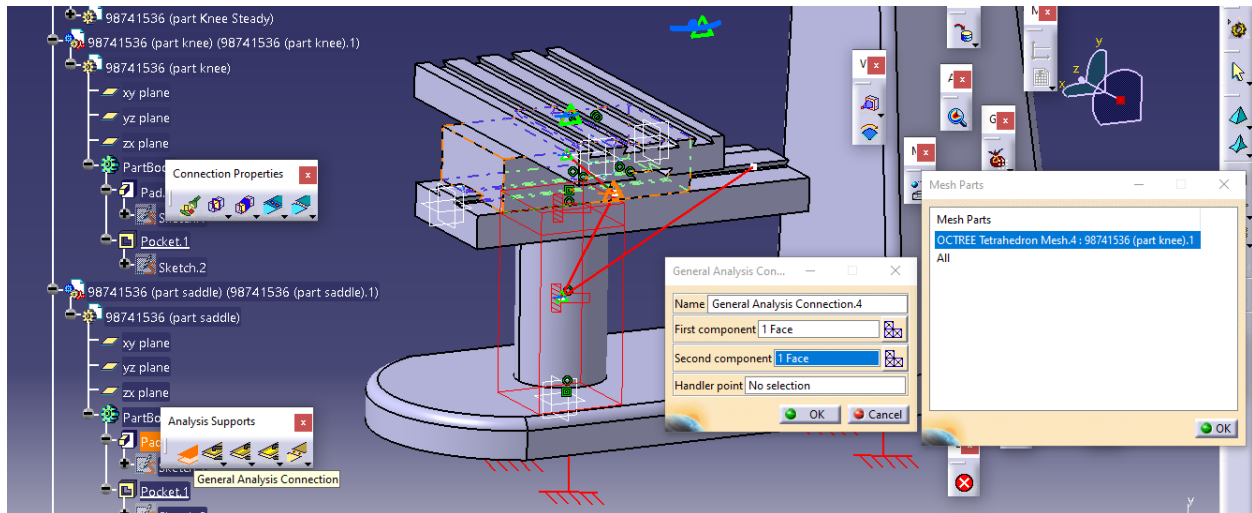 98741536 (part Knee Steady)
98741536 (part knee) (98741536 (part knee).1)
98741536 (part knee)
xy plane
yz plane
zx plane
PartBod
Pad.
Pocket.1
Sketch.2
98741536 (part saddle) (98741536 (part saddle).1)
98741536 (part saddle)
xy plane
yz plane
zx plane
PartBo
Pad
Pocket.1
Connection Properties
x
Analysis Supports
x
General Analysis Connection
General Analysis Con...
Name General Analysis Connection.4
First component 1 Face
Second component 1 Face
Handler point No selection
OK Cancel
V x
M x
A x
G x
M x
x
Mesh Parts
Mesh Parts
OCTREE Tetrahedron Mesh.4 : 98741536 (part knee).1
All
OK
y
z
x
y